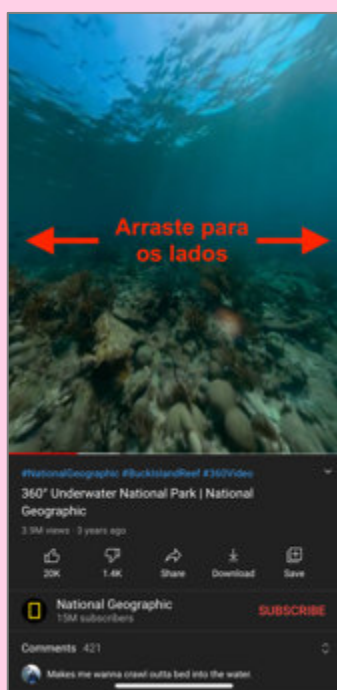 Arraste para
os lados
#NationalGeographic #BuckIslandReef #360Video
360° Underwater National Park | National
Geographic
3.9M views · 3 years ago
20K
1.4K
Share
Download
Save
National Geographic
15M subscribers
SUBSCRIBE
Comments 421
Makes me wanna crawl outta bed into the water.